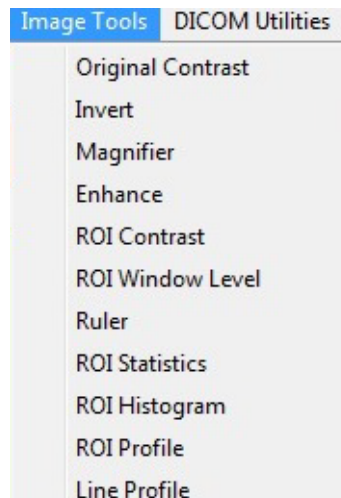 Image Tools DICOM Utilities
Original Contrast
Invert
Magnifier
Enhance
ROI Contrast
ROI Window Level
Ruler
ROI Statistics
ROI Histogram
ROI Profile
Line Profile